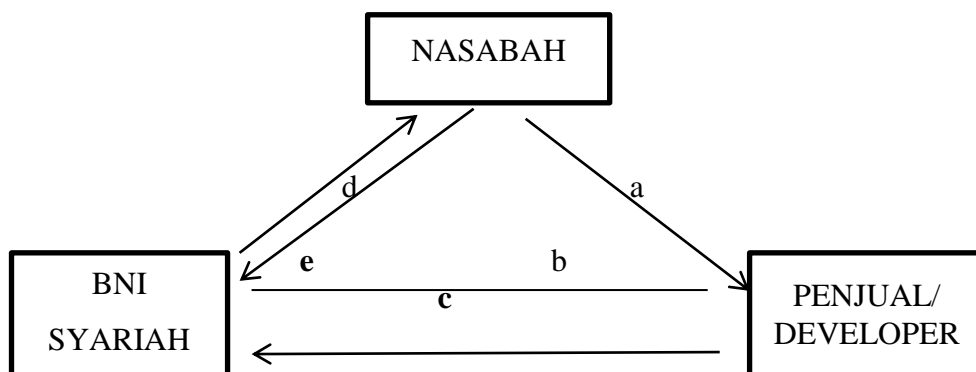 NASABAH
d
a
e
b
c
BNI
SYARIAH
PENJUAL/
DEVELOPER